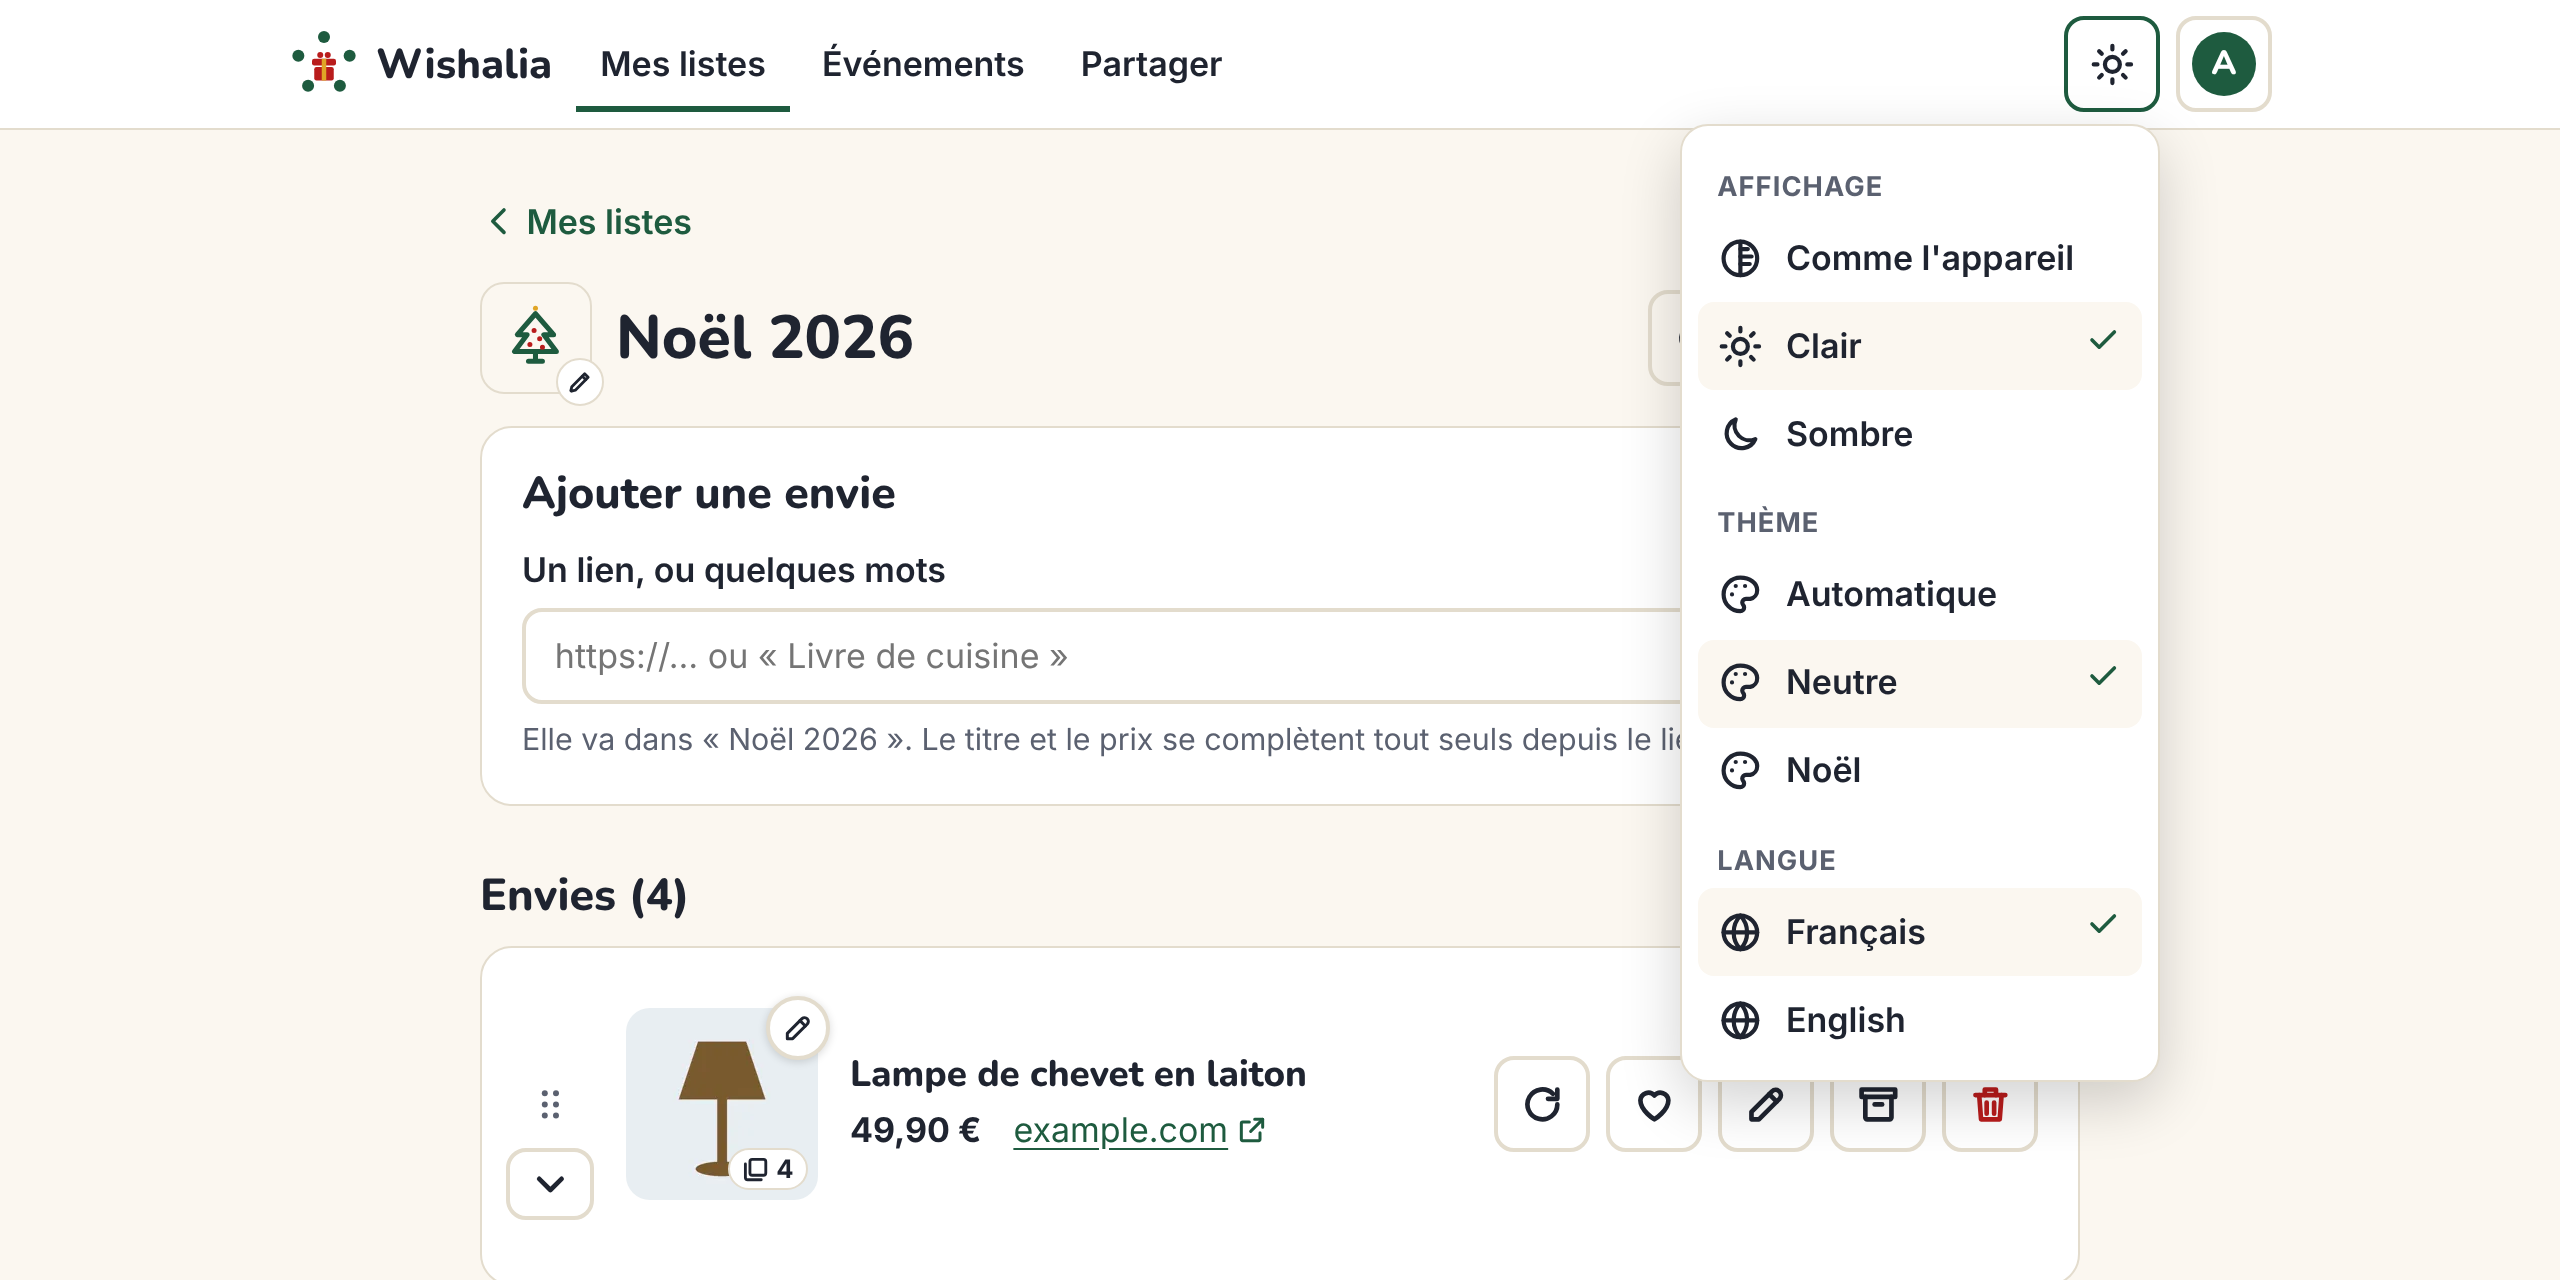 Wishalia
Mes listes
Événements
Partager
A
Mes listes
Noël 2026
Ajouter une envie
Un lien, ou quelques mots
https://... ou « Livre de cuisine »
Elle va dans « Noël 2026 ». Le titre et le prix se complètent tout seuls depuis le
Envies (4)
Lampe de chevet en laiton
49,90 € example.com
4
AFFICHAGE
Comme l'appareil
Clair
Sombre
THÈME
Automatique
Neutre
Noël
LANGUE
Français
English